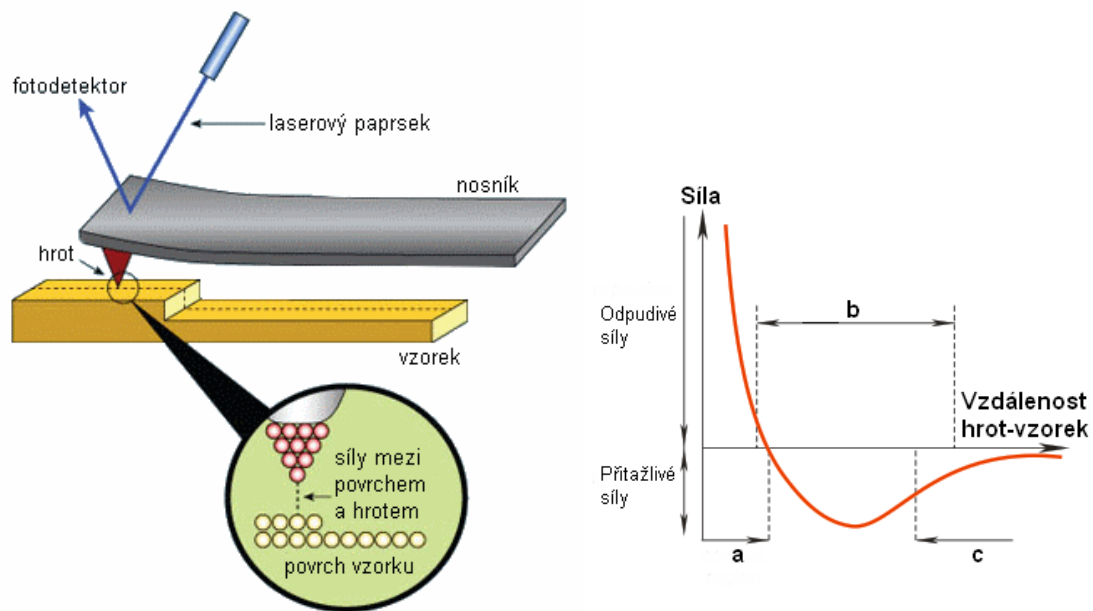 fotodetektor
laserový paprsek
nosník
hrot
vzorek
síly mezi
povrchem
a hrotem
povrch vzorku
Síla
Odpudivé
síly
b
Vzdálenost
hrot-vzorek
Přitažlivé
síly
a
c